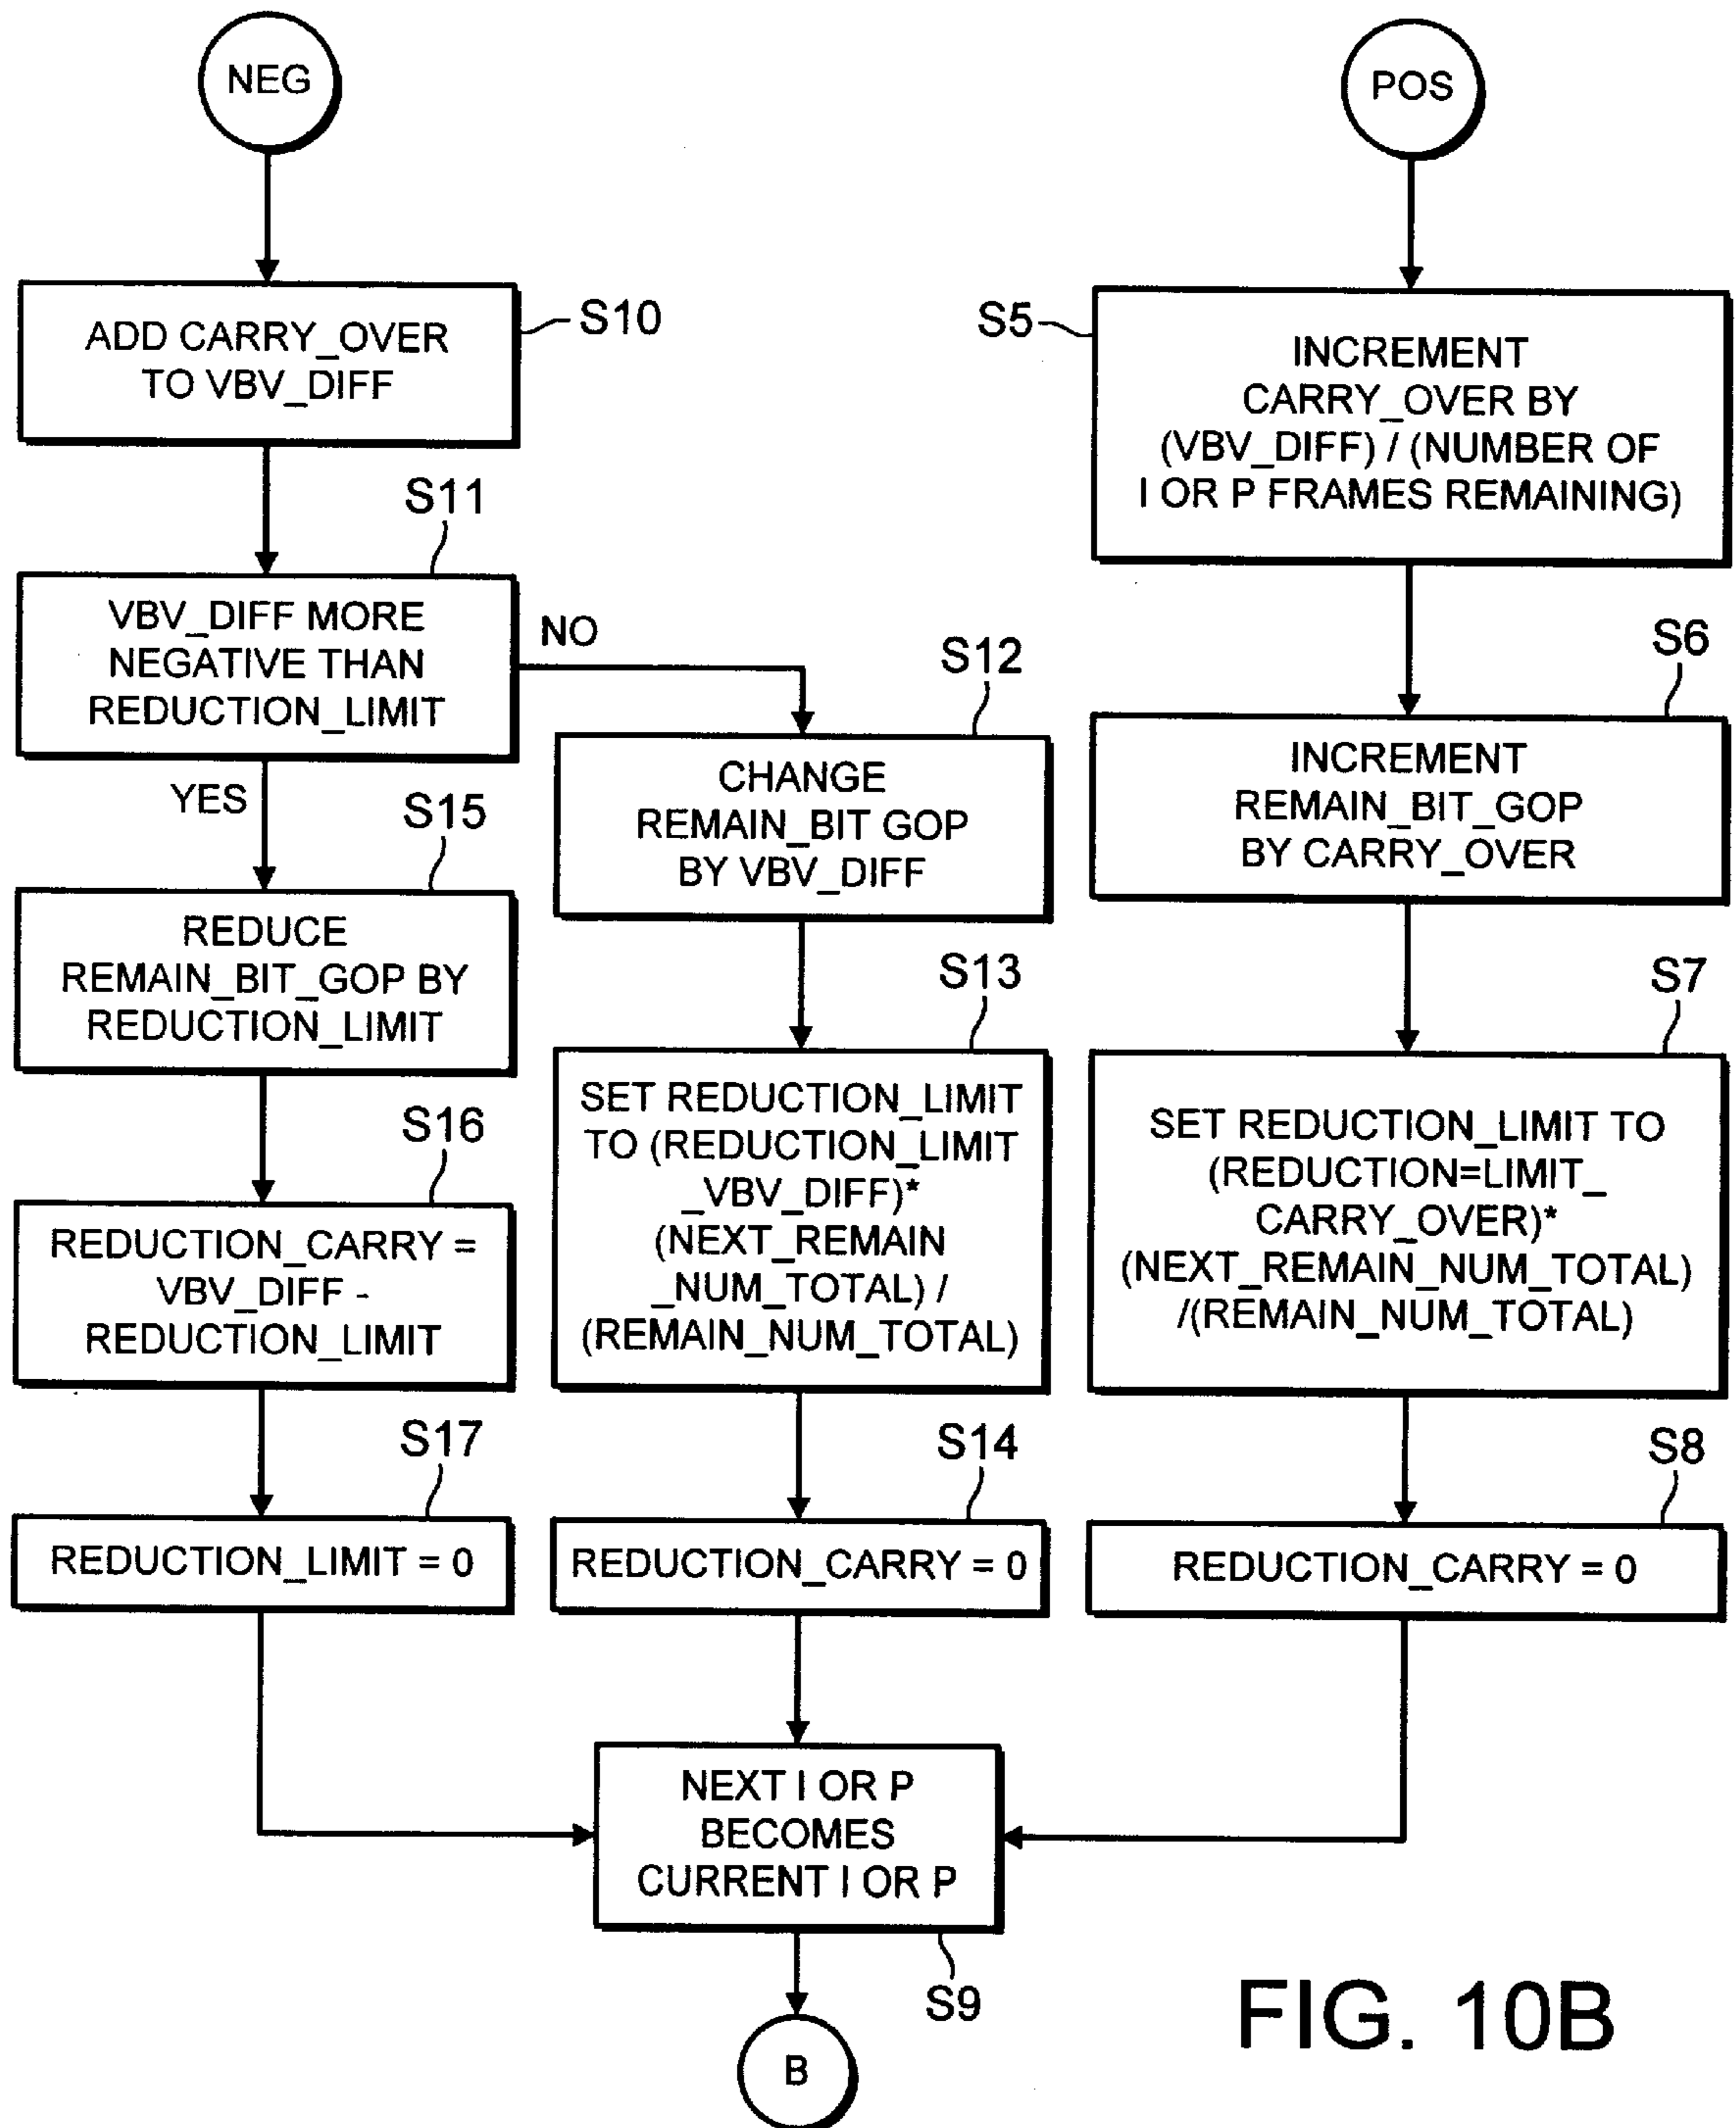 NEG
ADD CARRY_OVER
TO VBV_DIFF
S10
S11
VBV_DIFF MORE
NEGATIVE THAN
REDUCTION_LIMIT
NO
YES
S12
CHANGE
REMAIN_BIT GOP
BY VBV_DIFF
S15
REDUCE
REMAIN_BIT_GOP BY
REDUCTION_LIMIT
S13
SET REDUCTION_LIMIT
TO (REDUCTION_LIMIT
_VBV_DIFF)*
(NEXT_REMAIN
_NUM_TOTAL) /
(REMAIN_NUM_TOTAL)
S16
REDUCTION_CARRY =
VBV_DIFF -
REDUCTION_LIMIT
S17
REDUCTION_LIMIT = 0
S14
REDUCTION_CARRY = 0
POS
S5
INCREMENT
CARRY_OVER BY
(VBV_DIFF) / (NUMBER OF
I OR P FRAMES REMAINING)
S6
INCREMENT
REMAIN_BIT_GOP
BY CARRY_OVER
S7
SET REDUCTION_LIMIT TO
(REDUCTION=LIMIT_
CARRY_OVER)*
(NEXT_REMAIN_NUM_TOTAL)
/(REMAIN_NUM_TOTAL)
S8
REDUCTION_CARRY = 0
NEXT I OR P
BECOMES
CURRENT I OR P
S9
B
FIG. 10B